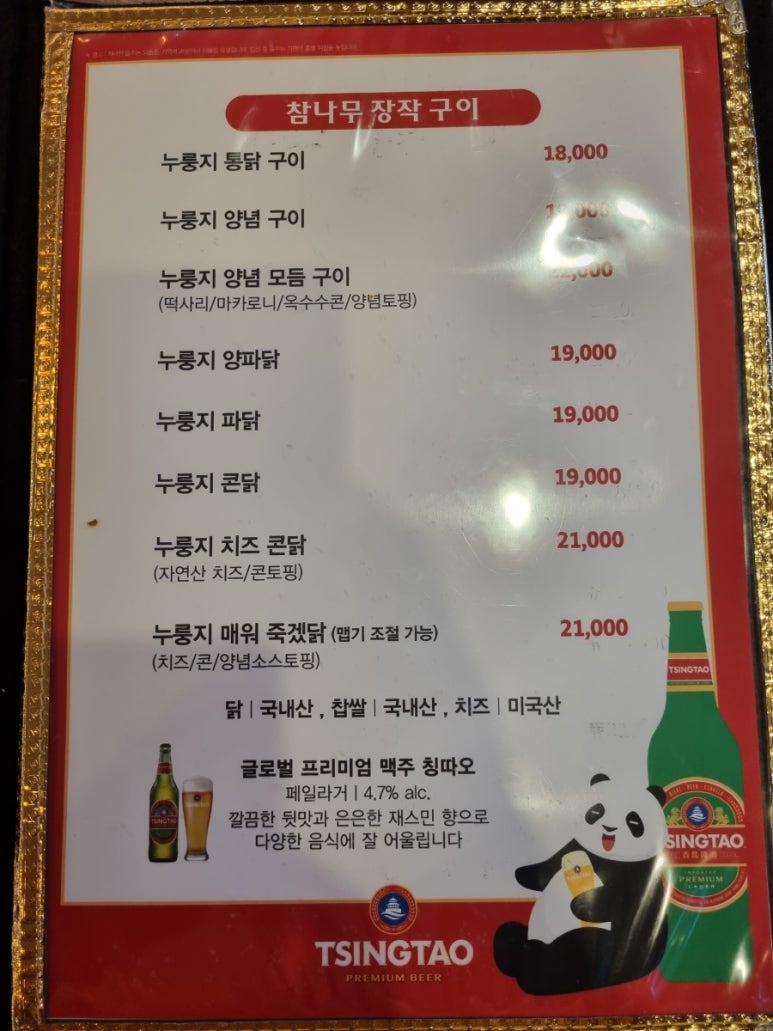 참나무 장작 구이
누룽지 통닭 구이 18,000
누룽지 양념 구이
누룽지 양념 모듬 구이
(떡사리/마카로니/옥수수콘/양념토핑)
누룽지 양파닭 19,000
누룽지 파닭 19,000
누룽지 콘닭 19,000
누룽지 치즈 콘닭 21,000
(자연산 치즈/콘토핑)
누룽지 매워 죽겠닭 (맵기 조절 가능) 21,000
(치즈/콘/양념소스토핑)
닭 | 국내산 , 찹쌀 | 국내산 , 치즈 | 미국산
글로벌 프리미엄 맥주 칭따오
페일라거 | 4.7% alc.
깔끔한 뒷맛과 은은한 재스민 향으로
다양한 음식에 잘 어울립니다
TSINGTAO
TSINGTAO
SINGTAO
PREMIUM
TSINGTAO
PREMIUM BEER